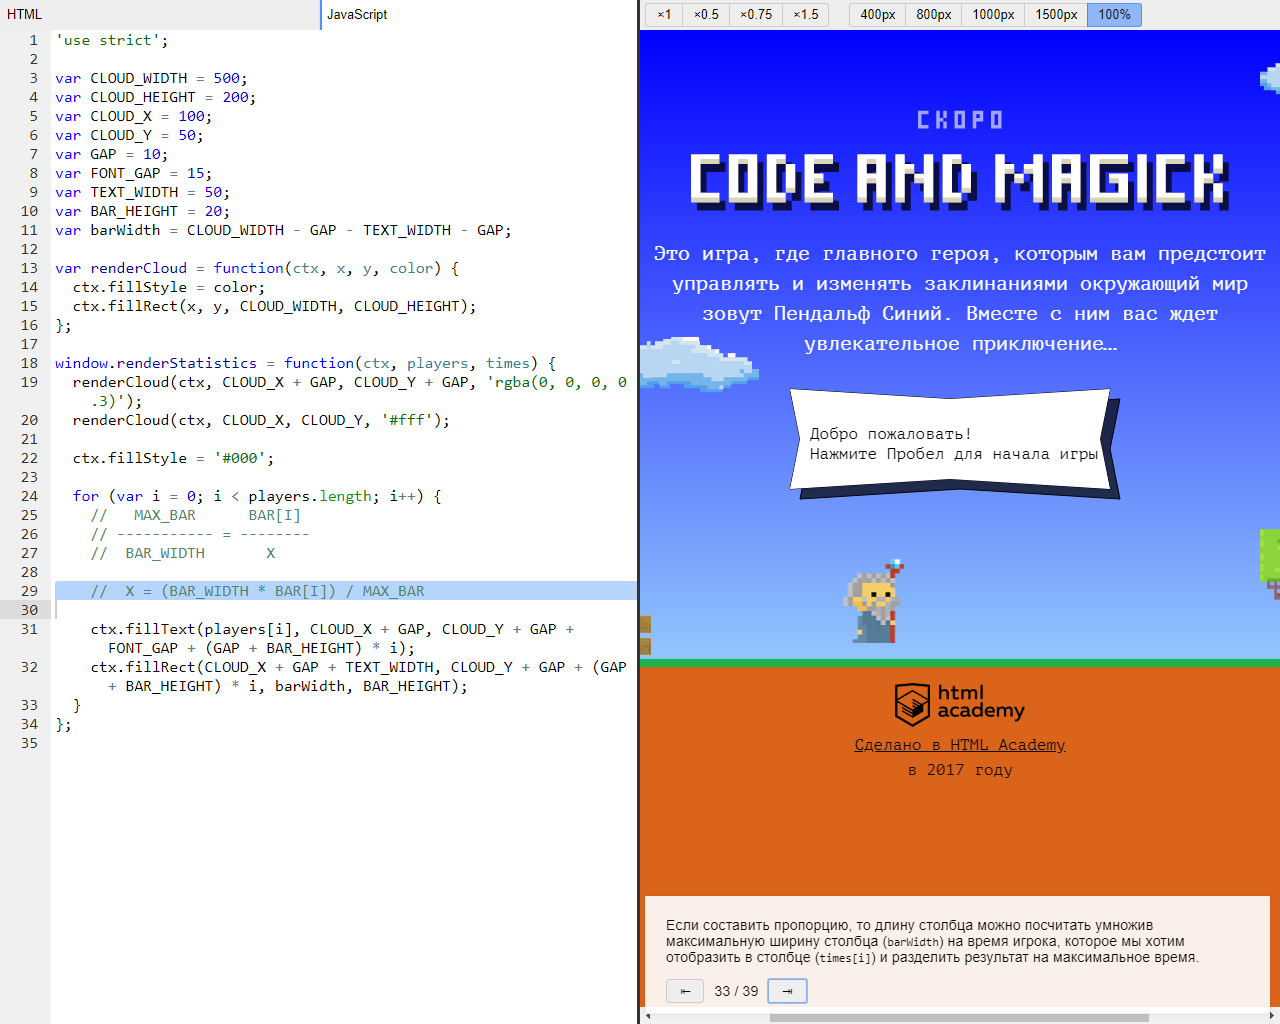 HTML
JavaScript
×1
×0.5
×0.75
×1.5
400px
800px
1000px
1500px
100%
1 'use strict';
2
3 var CLOUD_WIDTH = 500;
4 var CLOUD_HEIGHT = 200;
5 var CLOUD_X = 100;
6 var CLOUD_Y = 50;
7 var GAP = 10;
8 var FONT_GAP = 15;
9 var TEXT_WIDTH = 50;
10 var BAR_HEIGHT = 20;
11 var barWidth = CLOUD_WIDTH - GAP - TEXT_WIDTH - GAP;
12
13 var renderCloud = function(ctx, x, y, color) {
14 ctx.fillStyle = color;
15 ctx.fillRect(x, y, CLOUD_WIDTH, CLOUD_HEIGHT);
16 };
17
18 window.renderStatistics = function(ctx, players, times) {
19 renderCloud(ctx, CLOUD_X + GAP, CLOUD_Y + GAP, 'rgba(0, 0, 0, 0
.3)');
20 renderCloud(ctx, CLOUD_X, CLOUD_Y, '#fff');
21
22 ctx.fillStyle = '#000';
23
24 for (var i = 0; i < players.length; i++) {
25 // MAX_BAR BAR[I]
26 // ----------- = --------
27 // BAR_WIDTH X
28
29 // X = (BAR_WIDTH * BAR[I]) / MAX_BAR
30
31 ctx.fillText(players[i], CLOUD_X + GAP, CLOUD_Y + GAP +
FONT_GAP + (GAP + BAR_HEIGHT) * i);
32 ctx.fillRect(CLOUD_X + GAP + TEXT_WIDTH, CLOUD_Y + GAP + (GAP
+ BAR_HEIGHT) * i, barWidth, BAR_HEIGHT);
33 }
34 };
35
СКОРО
CODE AND MAGICK
Это игра, где главного героя, которым вам предстоит
управлять и изменять заклинаниями окружающий мир
зовут Пендальф Синий. Вместе с ним вас ждет
увлекательное приключение…
Добро пожаловать!
Нажмите Пробел для начала игры
html
academy
Сделано в HTML Academy
в 2017 году
Если составить пропорцию, то длину столбца можно посчитать умножив
максимальную ширину столбца (barWidth) на время игрока, которое мы хотим
отобразить в столбце (times[i]) и разделить результат на максимальное время.
⇤ 33 / 39 ⇥